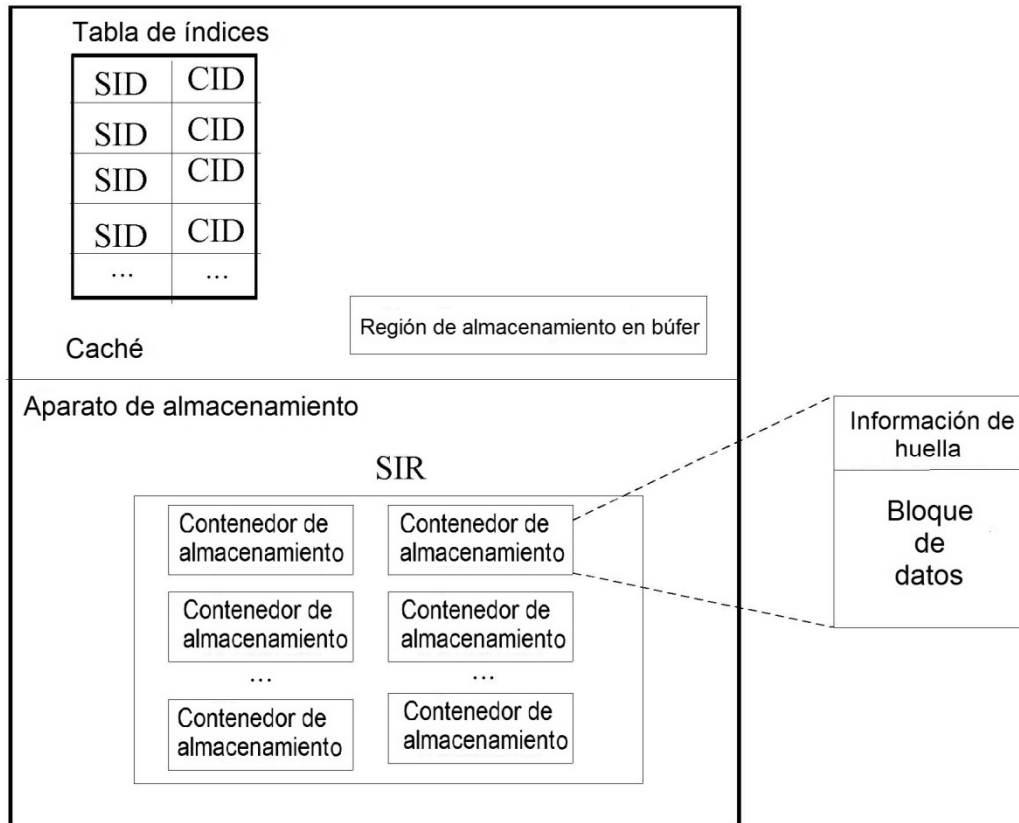 Tabla de índices
SID CID
SID CID
SID CID
SID CID
... ...
Región de almacenamiento en búfer
Caché
Aparato de almacenamiento
SIR
Contenedor de
almacenamiento
Contenedor de
almacenamiento
Contenedor de
almacenamiento
Contenedor de
almacenamiento
... ...
Contenedor de
almacenamiento
Contenedor de
almacenamiento
Información de
huella
Bloque
de
datos